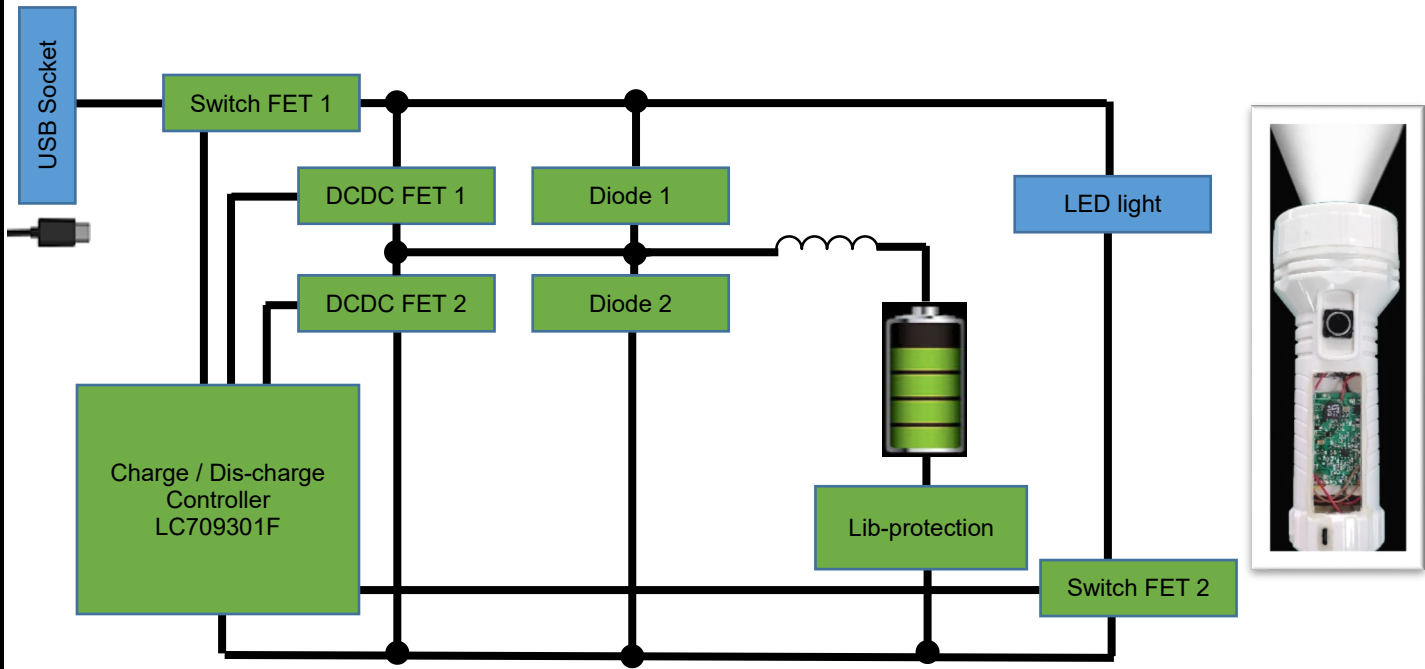 USB Socket
Switch FET 1
DCDC FET 1
Diode 1
LED light
DCDC FET 2
Diode 2
Charge / Dis-charge
Controller
LC709301F
Lib-protection
Switch FET 2